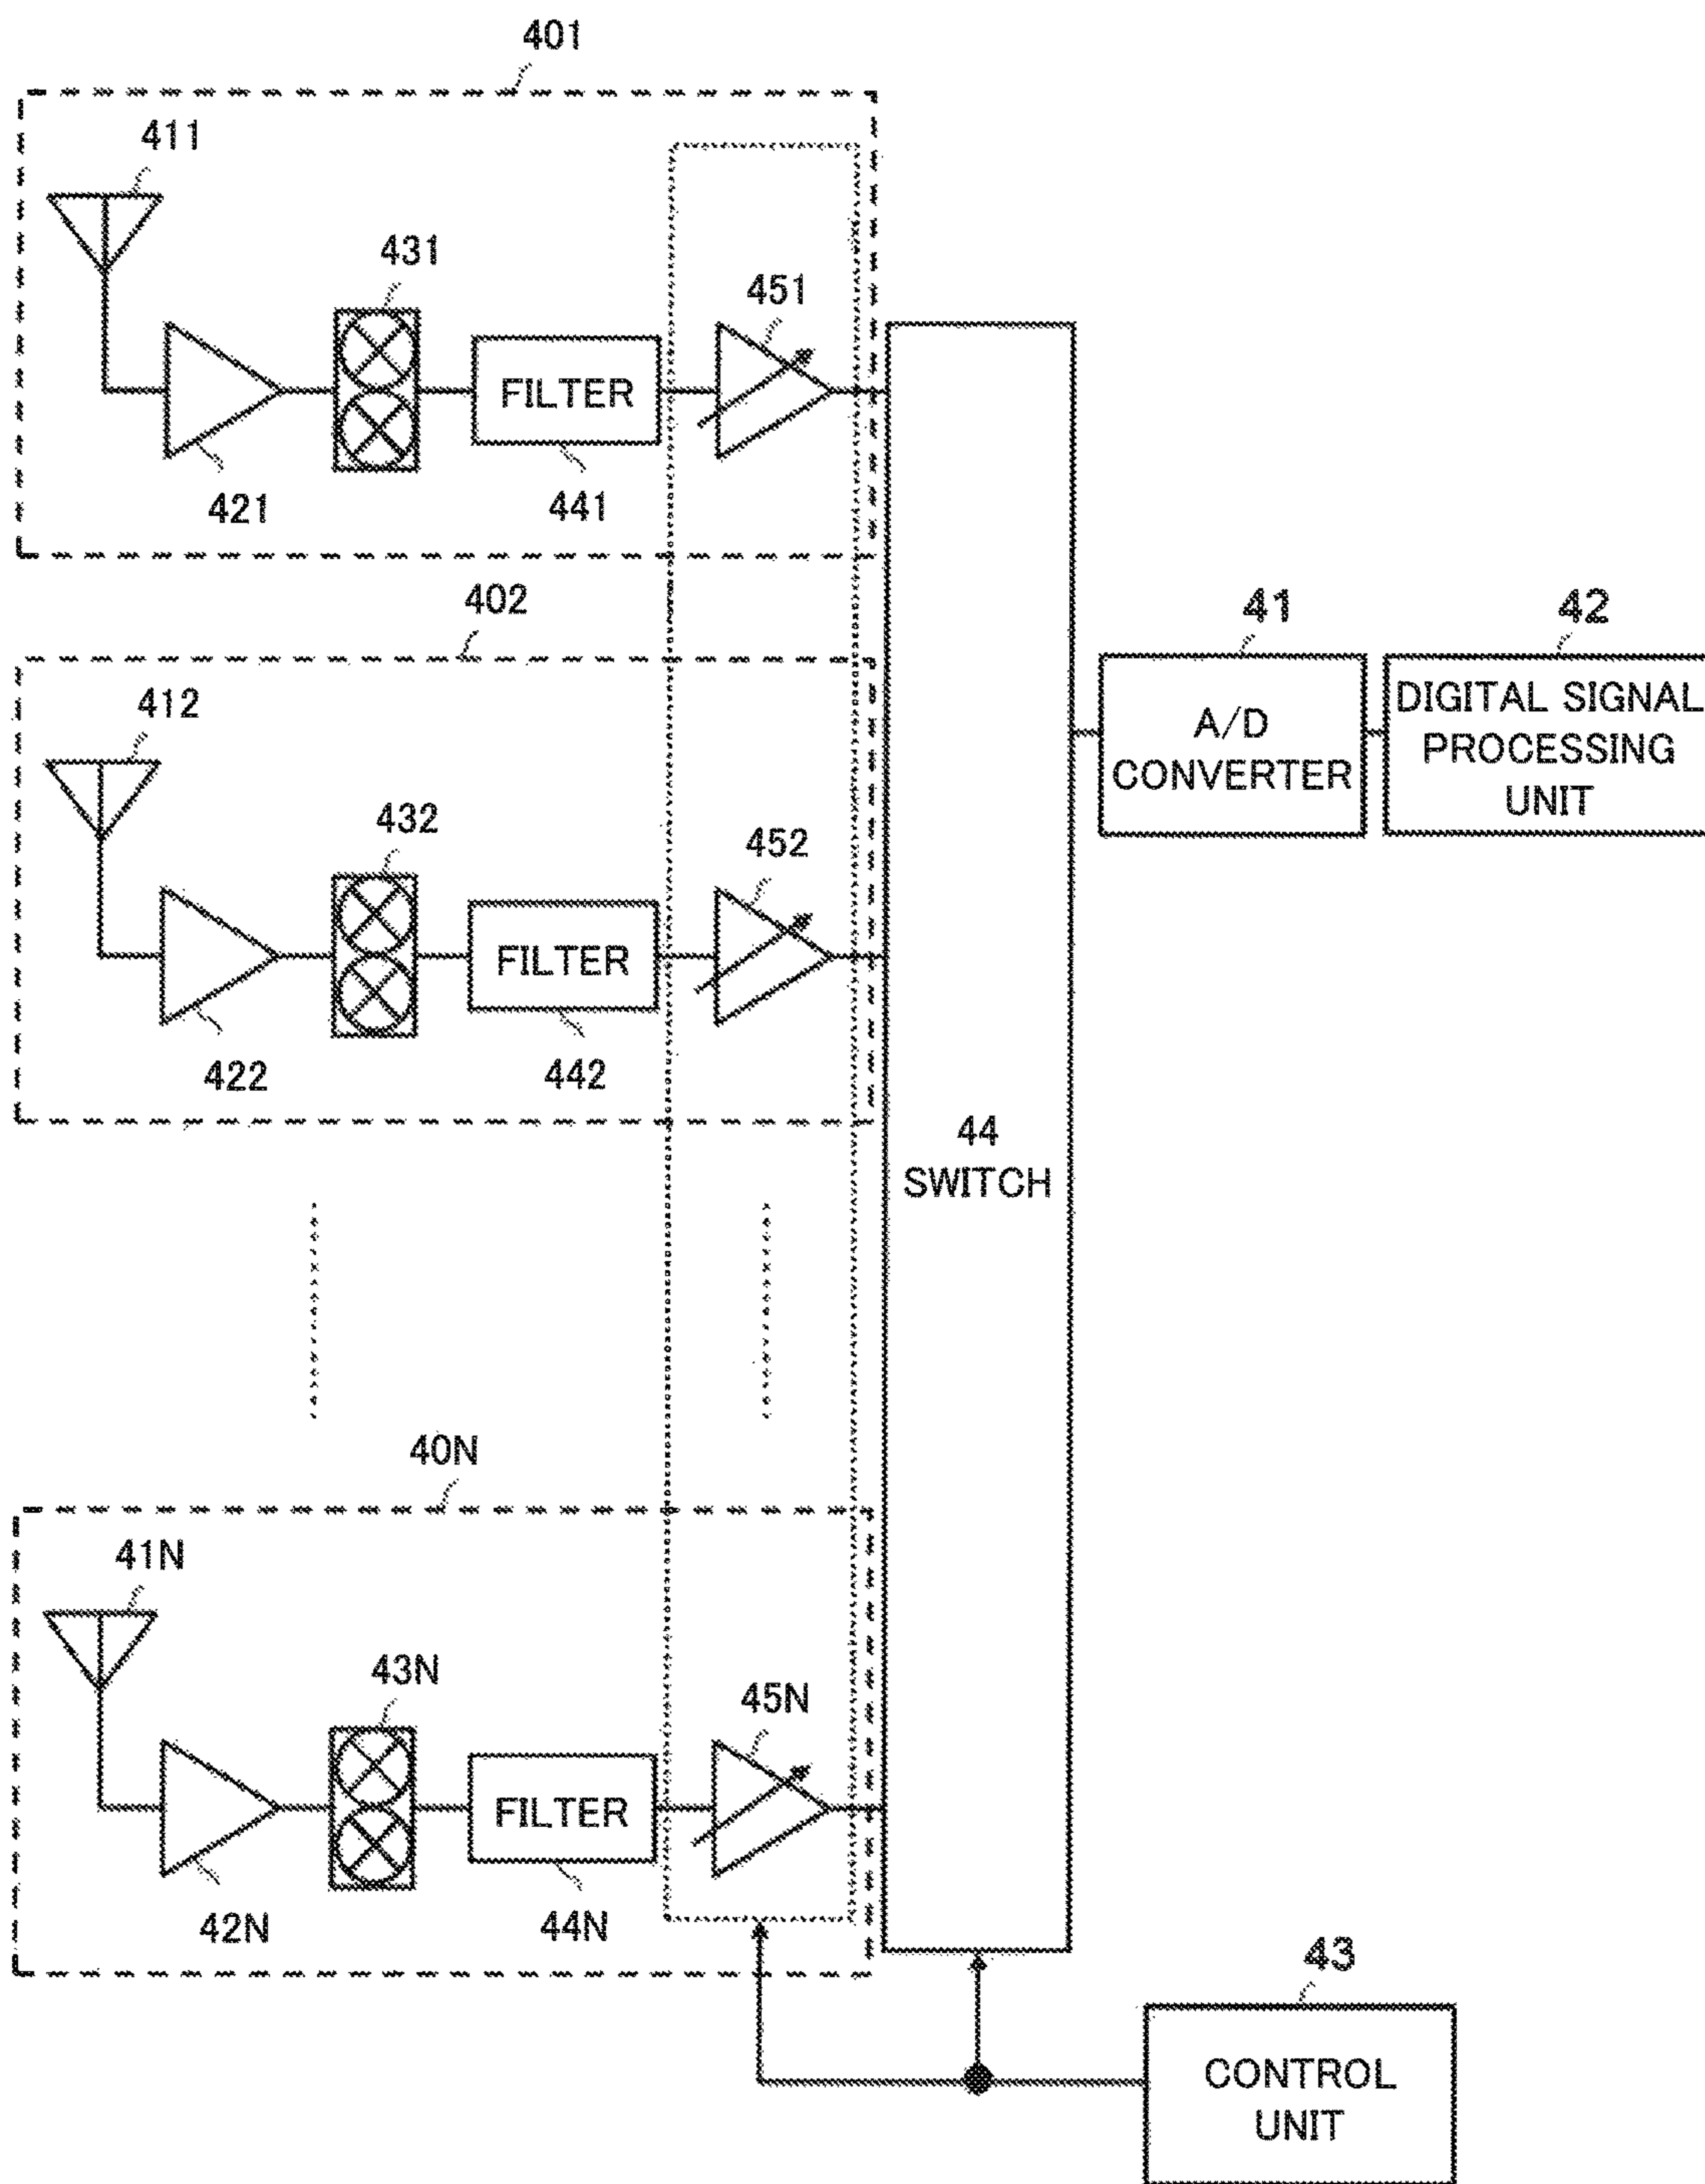 401
411
431
451
FILTER
421
441
402
41
42
412
A/D
CONVERTER
DIGITAL SIGNAL
PROCESSING
UNIT
432
452
FILTER
422
442
44
SWITCH
40N
41N
43N
45N
FILTER
42N
44N
43
CONTROL
UNIT